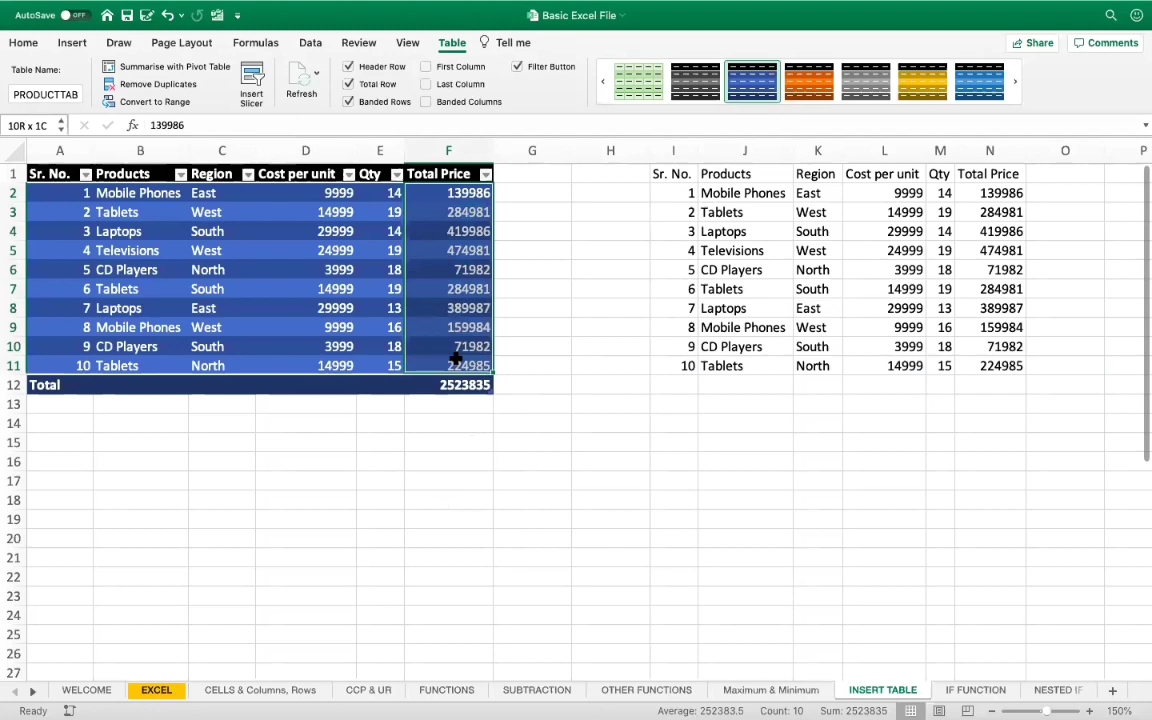 AutoSave OFF Basic Excel File
Home Insert Draw Page Layout Formulas Data Review View Table Tell me Share Comments
Table Name: Summarise with Pivot Table Header Row First Column Filter Button
Remove Duplicates Insert Slicer Refresh Total Row Last Column
PRODUCTTAB Convert to Range Banded Rows Banded Columns
10R x 1C fx 139986
A B C D E F G H I J K L M N O P
1 Sr. No. Products Region Cost per unit Qty Total Price Sr. No. Products Region Cost per unit Qty Total Price
2 1 Mobile Phones East 9999 14 139986 1 Mobile Phones East 9999 14 139986
3 2 Tablets West 14999 19 284981 2 Tablets West 14999 19 284981
4 3 Laptops South 29999 14 419986 3 Laptops South 29999 14 419986
5 4 Televisions West 24999 19 474981 4 Televisions West 24999 19 474981
6 5 CD Players North 3999 18 71982 5 CD Players North 3999 18 71982
7 6 Tablets South 14999 19 284981 6 Tablets South 14999 19 284981
8 7 Laptops East 29999 13 389987 7 Laptops East 29999 13 389987
9 8 Mobile Phones West 9999 16 159984 8 Mobile Phones West 9999 16 159984
10 9 CD Players South 3999 18 71982 9 CD Players South 3999 18 71982
11 10 Tablets North 14999 15 224985 10 Tablets North 14999 15 224985
12 Total 2523835
13
14
15
16
17
18
19
20
21
22
23
24
25
26
27
WELCOME EXCEL CELLS & Columns, Rows CCP & UR FUNCTIONS SUBTRACTION OTHER FUNCTIONS Maximum & Minimum INSERT TABLE IF FUNCTION NESTED IF
Ready Average: 252383.5 Count: 10 Sum: 2523835 150%